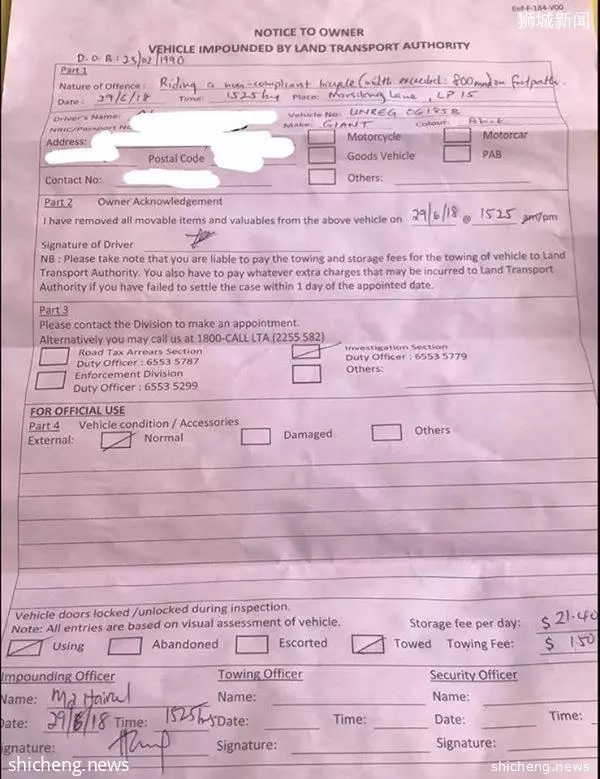 Enf-F-184-V00
狮城新闻
NOTICE TO OWNER
VEHICLE IMPOUNDED BY LAND TRANSPORT AUTHORITY
D.O.B: 23/02/1990
Part 1
Nature of Offence: Riding a non-compliant bicycle (width exceeded: 800mm) on footpath.
Date: 29/6/18 Time: 1525hrs Place: Marsiling Lane, LP 15
Driver's Name: Vehicle No: UNREG OG185B
NRIC/Passport No Make: GIANT Colour: Black
Address: Motorcycle Motorcar
Postal Code Goods Vehicle PAB
Contact No: Others:
Part 2 Owner Acknowledgement
I have removed all movable items and valuables from the above vehicle on 29/6/18 @ 1525 am/pm
Signature of Driver
NB : Please take note that you are liable to pay the towing and storage fees for the towing of vehicle to Land
Transport Authority. You also have to pay whatever extra charges that may be incurred to Land Transport
Authority if you have failed to settle the case within 1 day of the appointed date.
Part 3
Please contact the Division to make an appointment.
Alternatively you may call us at 1800-CALL LTA (2255 582)
Road Tax Arrears Section Investigation Section
Duty Officer : 6553 5787 Duty Officer : 6553 5779
Enforcement Division Others:
Duty Officer : 6553 5299
FOR OFFICIAL USE
Part 4 Vehicle condition / Accessories
External: Normal Damaged Others
Vehicle doors locked /unlocked during inspection.
Note: All entries are based on visual assessment of vehicle. Storage fee per day: $ 21.40
Using Abandoned Escorted Towed Towing Fee: $ 150
Impounding Officer Towing Officer Security Officer
Name: Md Name: Name:
Date: 29/6/18 Time: 1525hrs Date: Time: Date: Time:
Signature: Signature: Signature:
shicheng.news shicheng.news